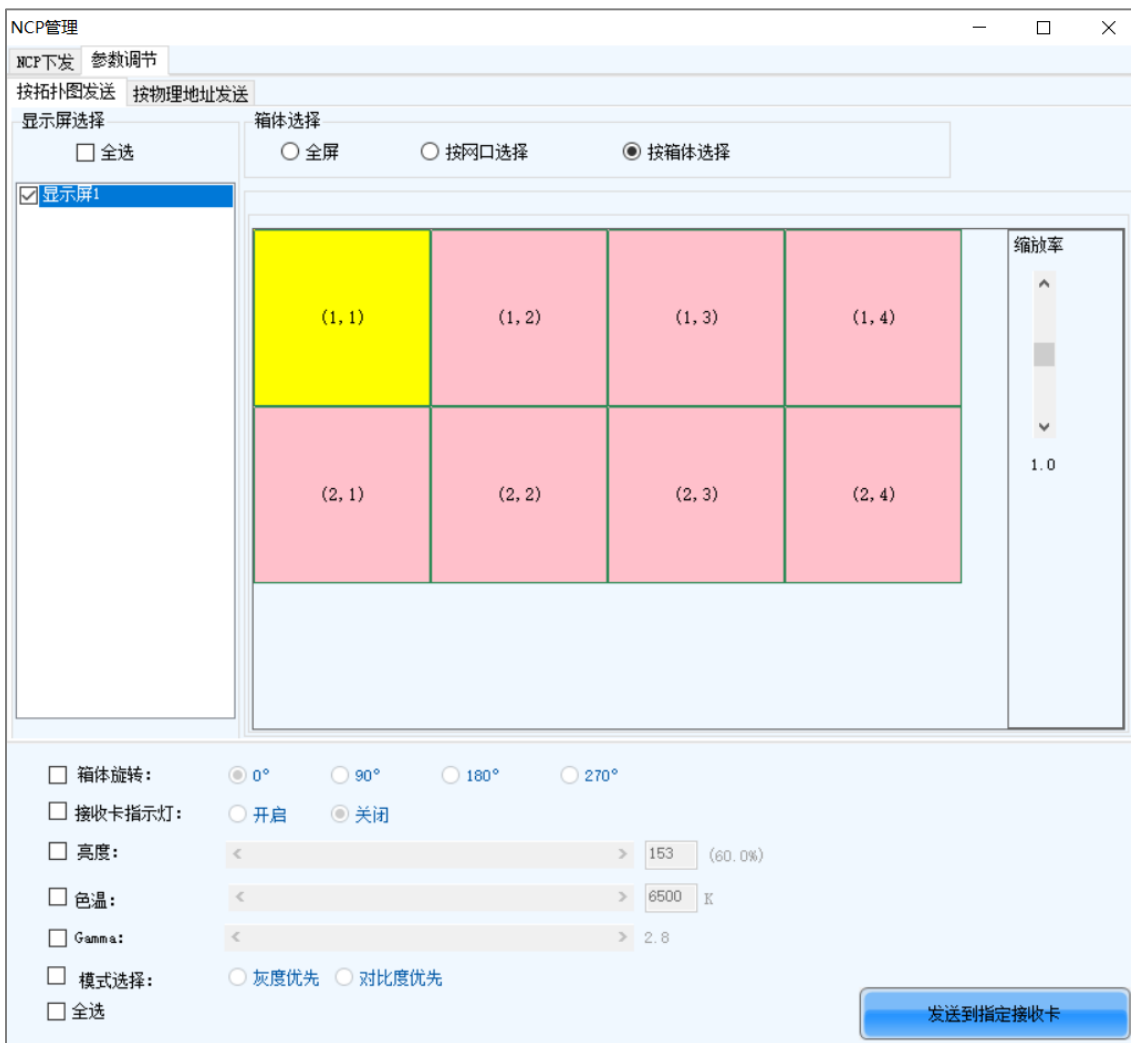 NCP管理
NCP下发 参数调节
按拓扑图发送 按物理地址发送
显示屏选择 箱体选择
全选 全屏 按网口选择 按箱体选择
显示屏1
缩放率
(1, 1) (1, 2) (1, 3) (1, 4)
1.0
(2, 1) (2, 2) (2, 3) (2, 4)
箱体旋转: 0° 90° 180° 270°
接收卡指示灯: 开启 关闭
亮度: 153 (60.0%)
色温: 6500 K
Gamma: 2.8
模式选择: 灰度优先 对比度优先
全选
发送到指定接收卡